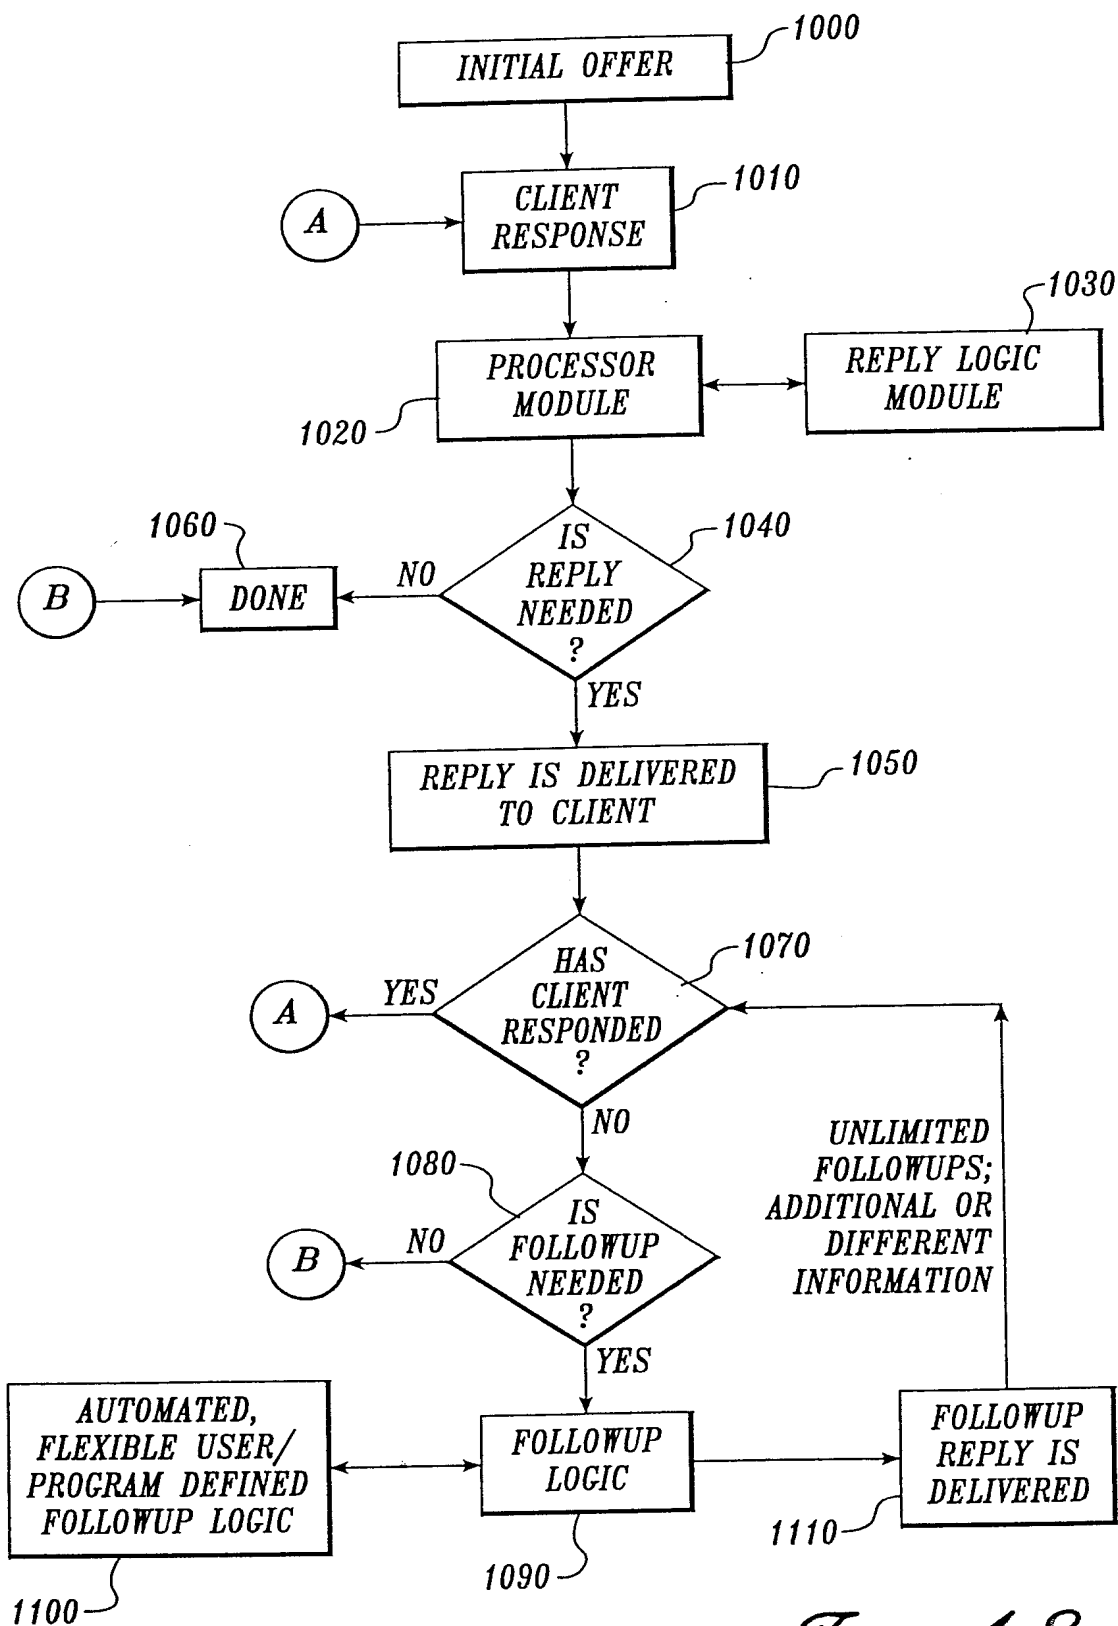 1000
INITIAL OFFER
CLIENT
RESPONSE
1010
A
1030
PROCESSOR
MODULE
REPLY LOGIC
MODULE
1020
1060
1040
IS
REPLY
NEEDED
?
NO
B
DONE
YES
1050
REPLY IS DELIVERED
TO CLIENT
1070
HAS
CLIENT
RESPONDED
?
YES
A
NO
UNLIMITED
FOLLOWUPS;
ADDITIONAL OR
DIFFERENT
INFORMATION
1080
IS
FOLLOWUP
NEEDED
?
NO
B
YES
AUTOMATED,
FLEXIBLE USER/
PROGRAM DEFINED
FOLLOWUP LOGIC
FOLLOWUP
LOGIC
FOLLOWUP
REPLY IS
DELIVERED
1110
1090
1100